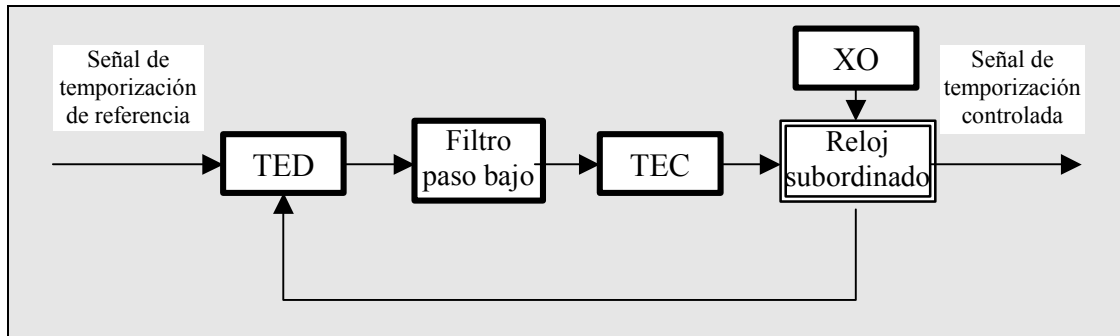 Señal de
temporización
de referencia
XO
Señal de
temporización
controlada
TED
Filtro
paso bajo
TEC
Reloj
subordinado